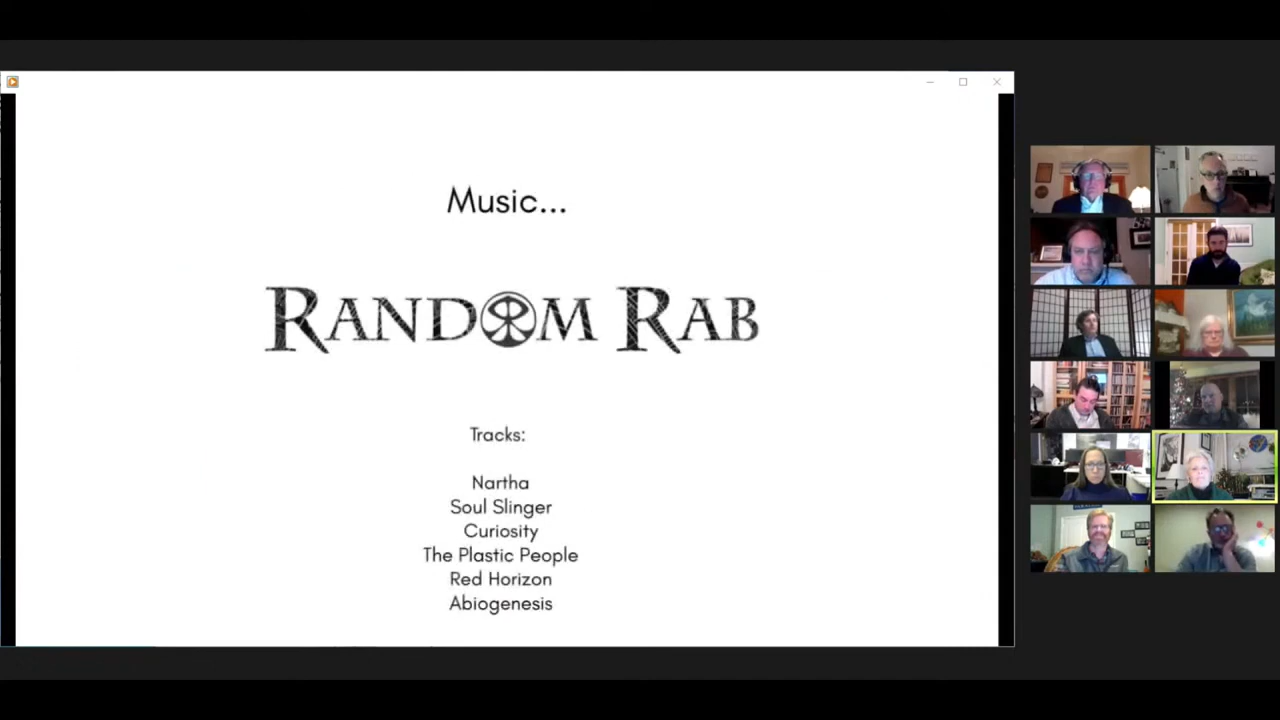 Music...
RANDOM RAB
Tracks:
Nartha
Soul Slinger
Curiosity
The Plastic People
Red Horizon
Abiogenesis